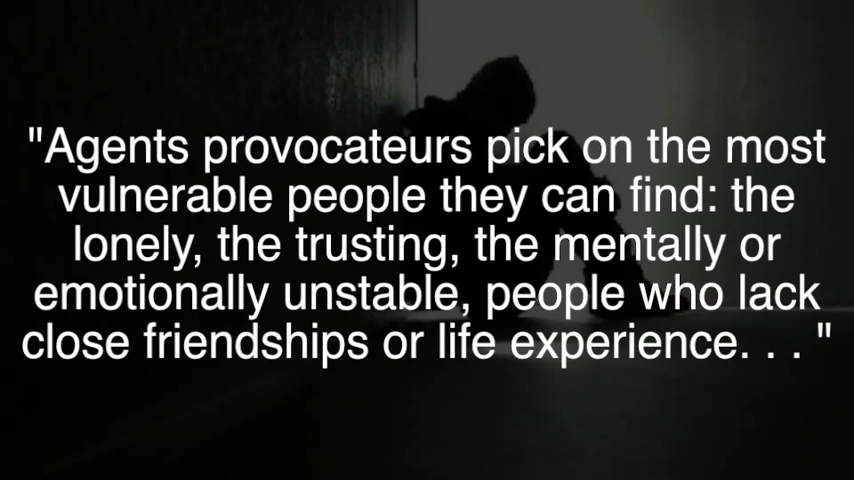 "Agents provocateurs pick on the most
vulnerable people they can find: the
lonely, the trusting, the mentally or
emotionally unstable, people who lack
close friendships or life experience. . . "